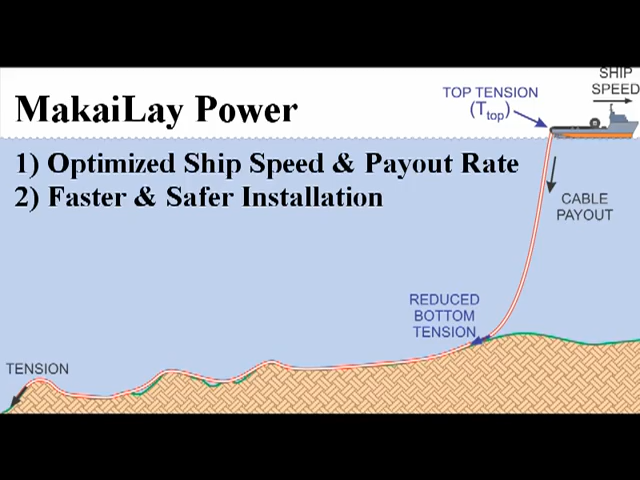 SHIP
SPEED
TOP TENSION
(Ttop)
MakaiLay Power
1) Optimized Ship Speed & Payout Rate
2) Faster & Safer Installation
CABLE
PAYOUT
REDUCED
BOTTOM
TENSION
TENSION